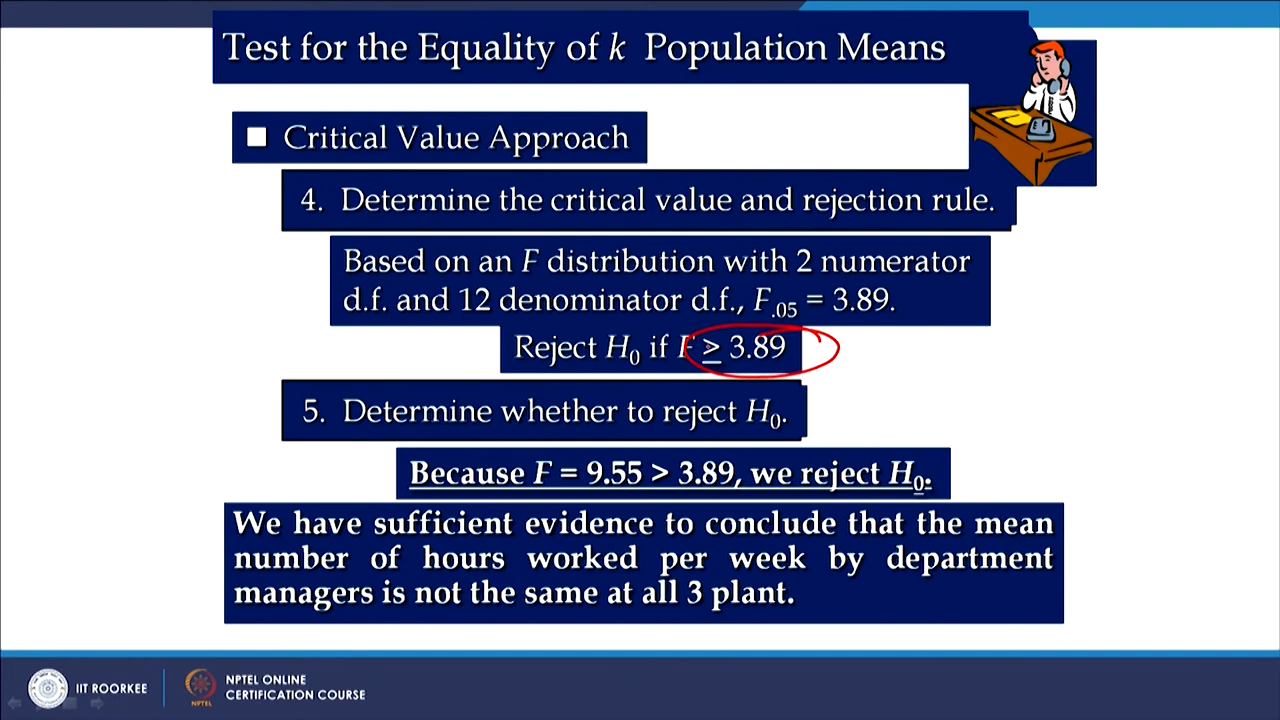 Test for the Equality of k Population Means
Critical Value Approach
4. Determine the critical value and rejection rule.
Based on an F distribution with 2 numerator
d.f. and 12 denominator d.f., F.05 = 3.89.
Reject H0 if F > 3.89
5. Determine whether to reject H0.
Because F = 9.55 > 3.89, we reject H0.
We have sufficient evidence to conclude that the mean
number of hours worked per week by department
managers is not the same at all 3 plant.
IIT ROORKEE
NPTEL
NPTEL ONLINE
CERTIFICATION COURSE